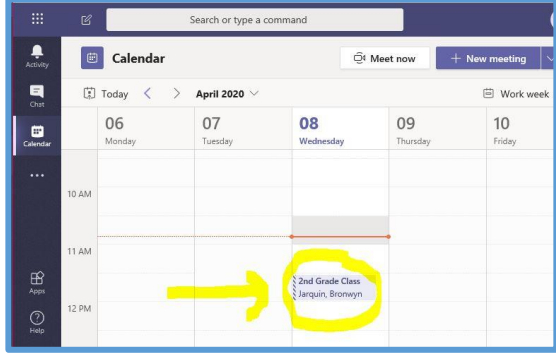 Search or type a command
Activity
Chat
Calendar
Apps
Help
Calendar
Meet now
+ New meeting
Today
April 2020
Work week
06
Monday
07
Tuesday
08
Wednesday
09
Thursday
10
Friday
10 AM
11 AM
12 PM
2nd Grade Class
Jarquin, Bronwyn